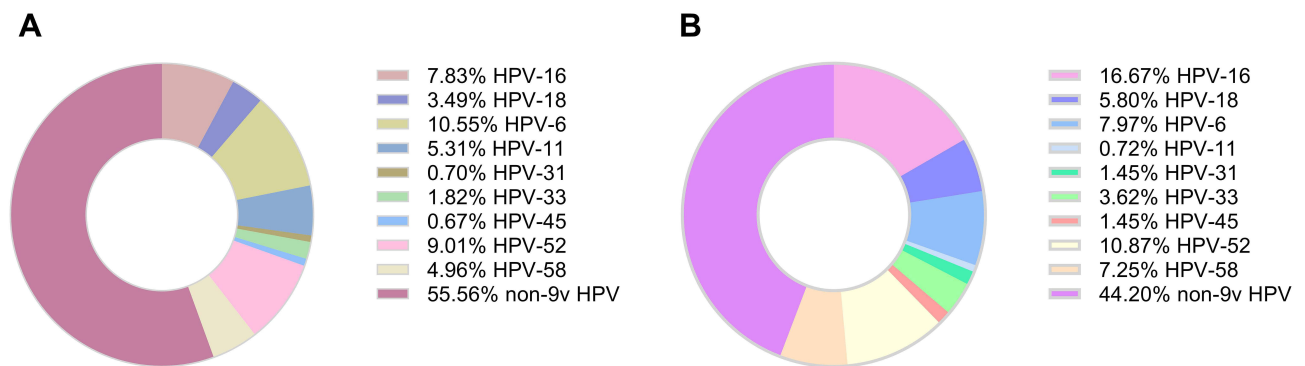 A
7.83% HPV-16
3.49% HPV-18
10.55% HPV-6
5.31% HPV-11
0.70% HPV-31
1.82% HPV-33
0.67% HPV-45
9.01% HPV-52
4.96% HPV-58
55.56% non-9v HPV
B
16.67% HPV-16
5.80% HPV-18
7.97% HPV-6
0.72% HPV-11
1.45% HPV-31
3.62% HPV-33
1.45% HPV-45
10.87% HPV-52
7.25% HPV-58
44.20% non-9v HPV